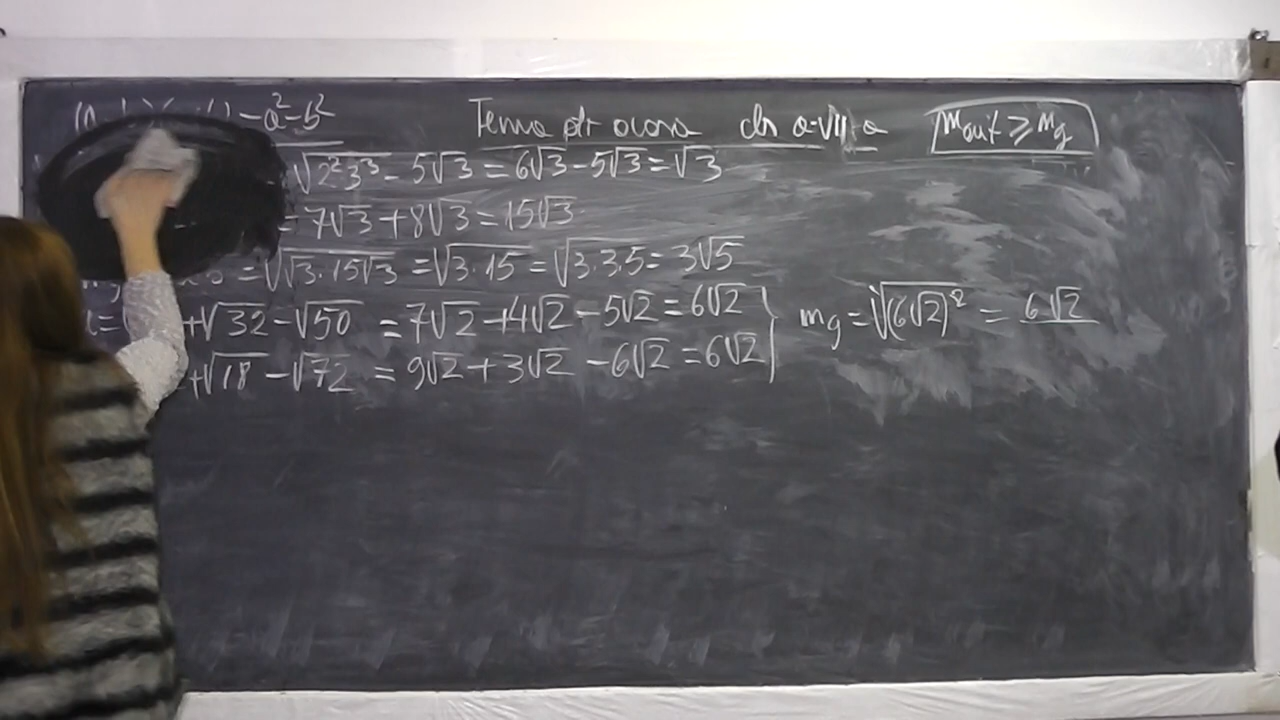 = a² - b²
Tema de acasa cls a-VII-a
m_arit ≥ m_g
√2²3³ - 5√3 = 6√3 - 5√3 = √3
= 7√3 + 8√3 = 15√3
= √√3·15√3 = √3·15 = √3·3·5 = 3√5
+√32 - √50 = 7√2 + 4√2 - 5√2 = 6√2
m_g = √(6√2)² = 6√2
+√18 - √72 = 9√2 + 3√2 - 6√2 = 6√2